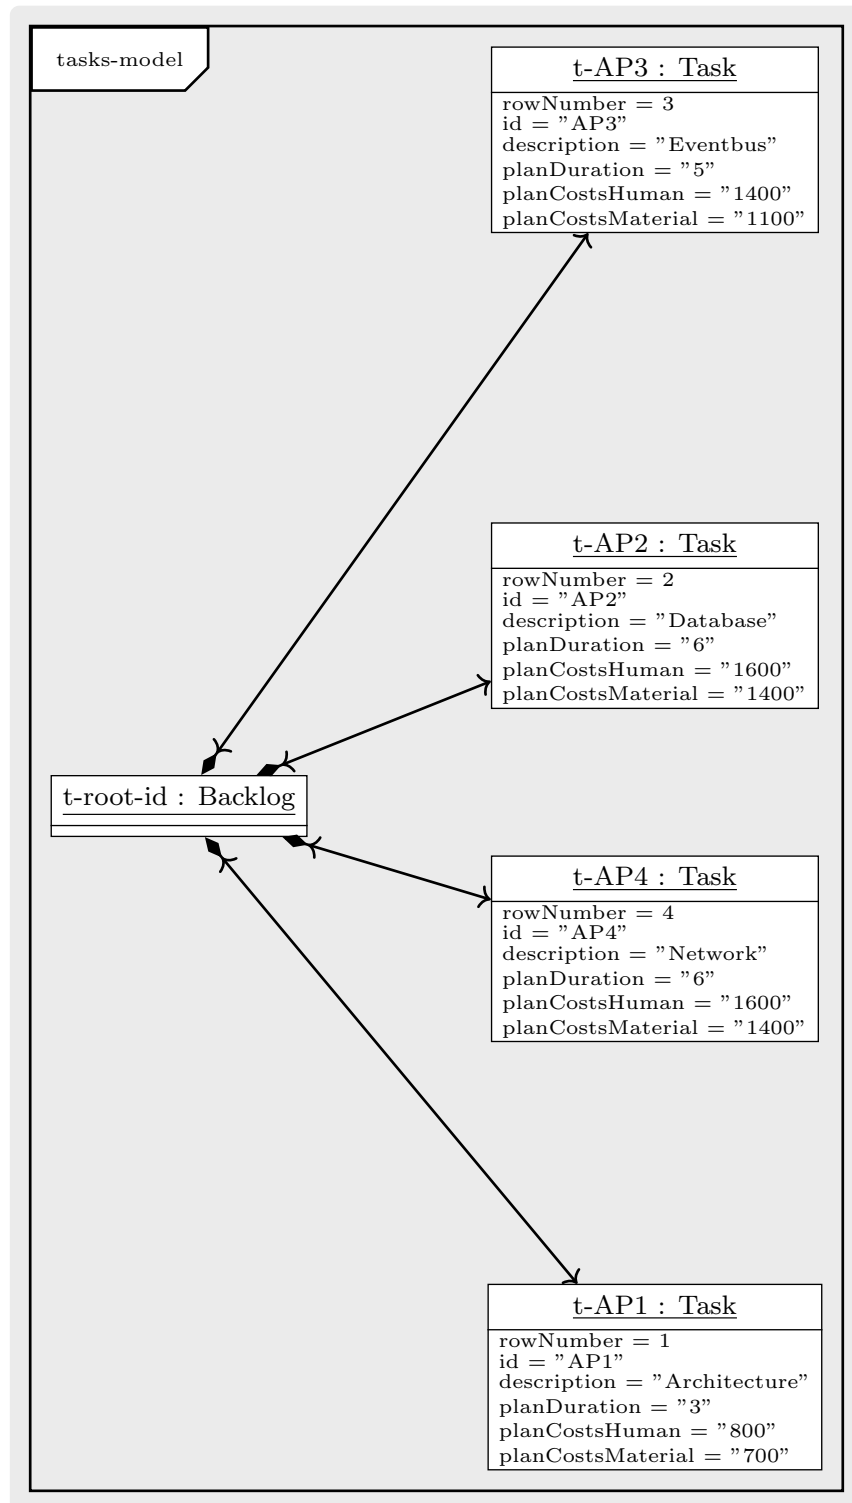 tasks-model
t-AP3 : Task
rowNumber = 3
id = ”AP3”
description = ”Eventbus”
planDuration = ”5”
planCostsHuman = ”1400”
planCostsMaterial = ”1100”
t-AP2 : Task
rowNumber = 2
id = ”AP2”
description = ”Database”
planDuration = ”6”
planCostsHuman = ”1600”
planCostsMaterial = ”1400”
t-root-id : Backlog
t-AP4 : Task
rowNumber = 4
id = ”AP4”
description = ”Network”
planDuration = ”6”
planCostsHuman = ”1600”
planCostsMaterial = ”1400”
t-AP1 : Task
rowNumber = 1
id = ”AP1”
description = ”Architecture”
planDuration = ”3”
planCostsHuman = ”800”
planCostsMaterial = ”700”